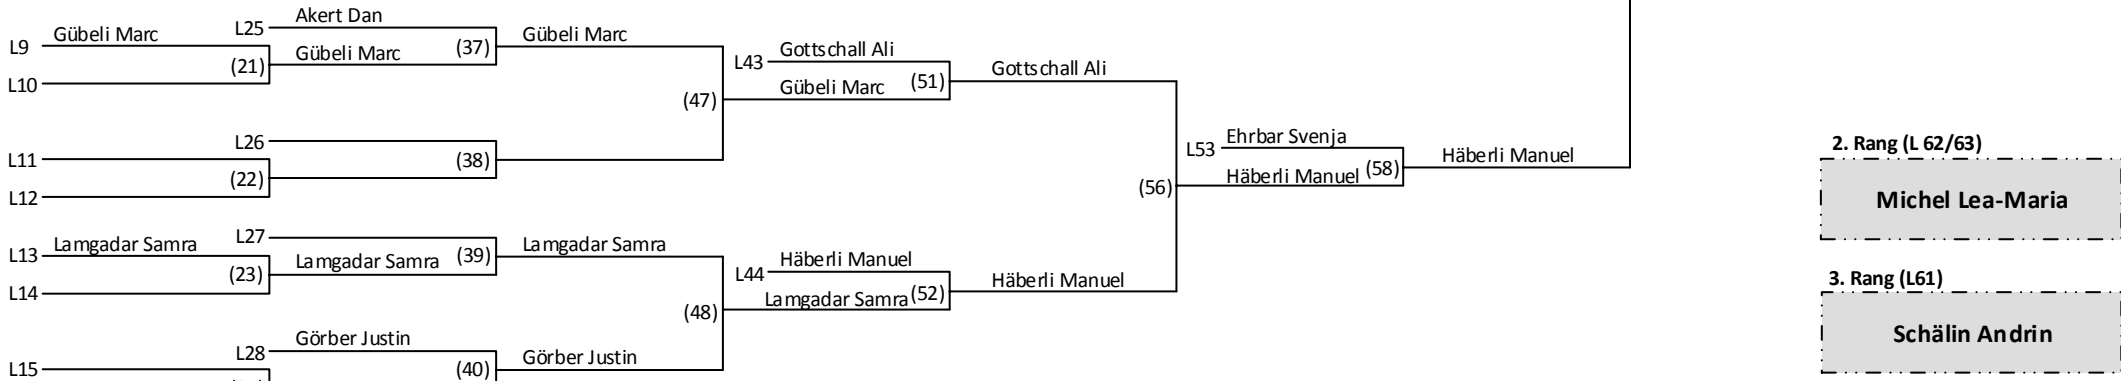 Akert Dan
L25
Gübeli Marc
L9
Gübeli Marc
(37)
Gübeli Marc
(21)
L10
Gottschall Ali
L43
Gottschall Ali
Gübeli Marc
(51)
(47)
L26
L11
(38)
(22)
L12
Ehrbar Svenja
L53
Häberli Manuel
Häberli Manuel
(58)
(56)
2. Rang (L 62/63)
Michel Lea-Maria
L27
Lamgadar Samra
L13
Lamgadar Samra
(39)
Lamgadar Samra
(23)
L14
Häberli Manuel
L44
Häberli Manuel
Lamgadar Samra
(52)
(48)
3. Rang (L61)
Schälin Andrin
Görber Justin
L28
Görber Justin
L15
(40)